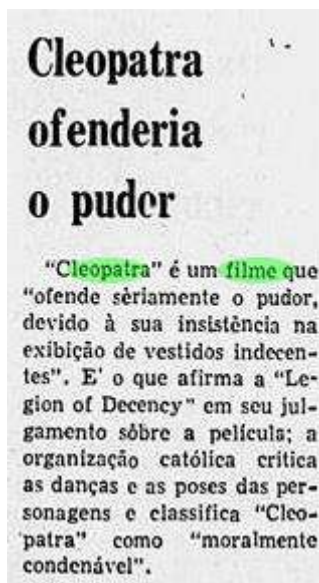 Cleopatra
ofenderia
o pudor
"Cleopatra" é um filme que
"ofende sèriamente o pudor,
devido à sua insistência na
exibição de vestidos indecen-
tes". E' o que afirma a "Le-
gion of Decency" em seu jul-
gamento sôbre a película; a
organização católica critica
as danças e as poses das per-
sonagens e classifica "Cleo-
patra" como "moralmente
condenável".